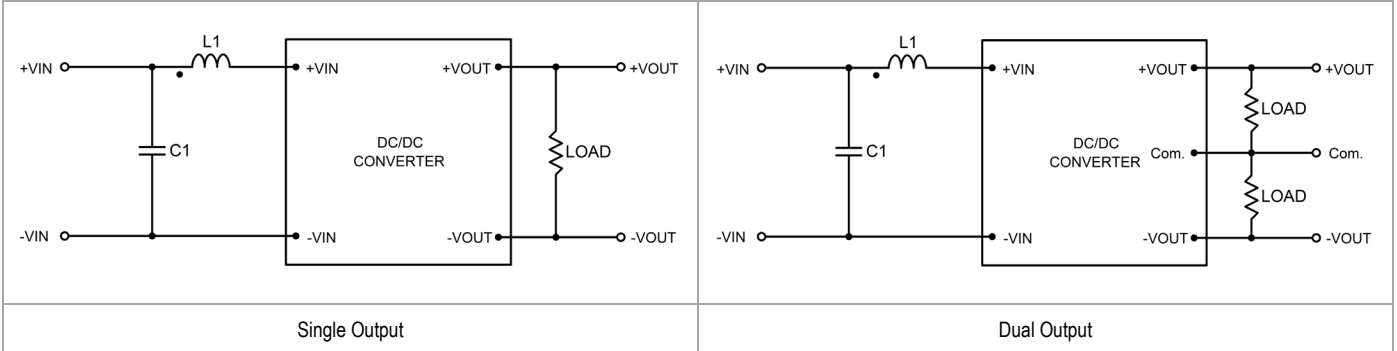 L1
+VIN
+VIN
+VOUT
+VOUT
C1
DC/DC
CONVERTER
LOAD
-VIN
-VIN
-VOUT
-VOUT
Single Output
L1
+VIN
+VIN
+VOUT
+VOUT
LOAD
C1
DC/DC
CONVERTER
Com.
Com.
LOAD
-VIN
-VIN
-VOUT
-VOUT
Dual Output